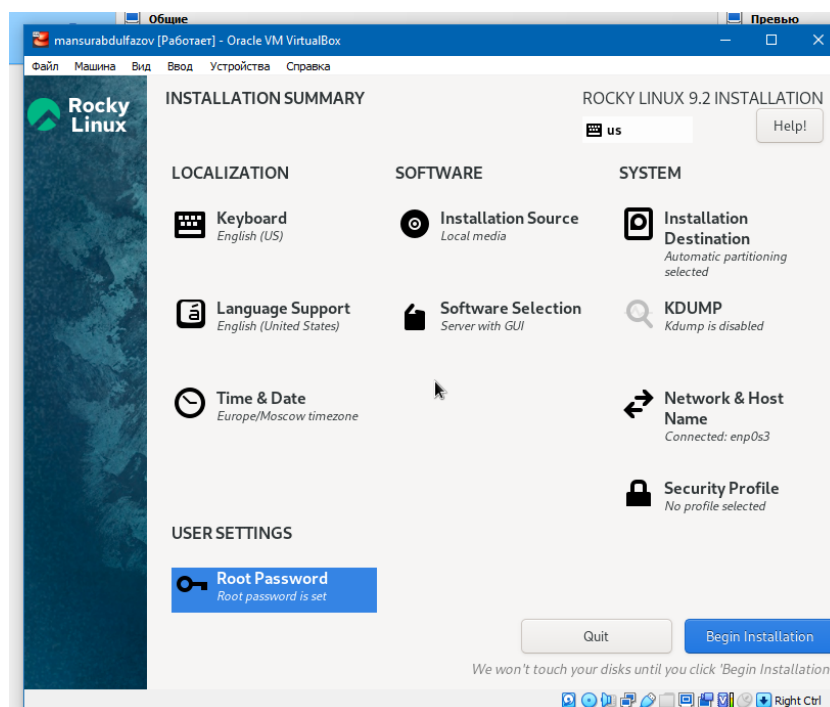 Общие
Превью
mansurabdulfazov [Работает] - Oracle VM VirtualBox
Файл Машина Вид Ввод Устройства Справка
Rocky
Linux
INSTALLATION SUMMARY
ROCKY LINUX 9.2 INSTALLATION
us
Help!
LOCALIZATION
Keyboard
English (US)
Language Support
English (United States)
Time & Date
Europe/Moscow timezone
SOFTWARE
Installation Source
Local media
Software Selection
Server with GUI
SYSTEM
Installation
Destination
Automatic partitioning
selected
KDUMP
Kdump is disabled
Network & Host
Name
Connected: enp0s3
Security Profile
No profile selected
USER SETTINGS
Root Password
Root password is set
Quit
Begin Installation
We won't touch your disks until you click 'Begin Installation
Right Ctrl